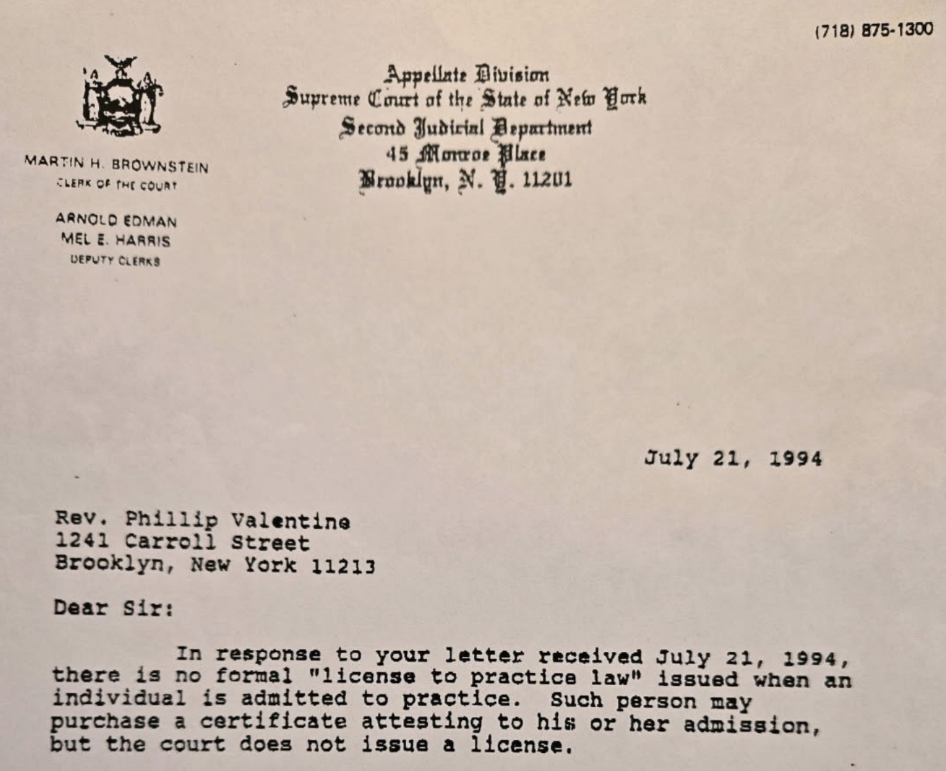 (718) 875-1300
Appellate Division
Supreme Court of the State of New York
Second Judicial Department
45 Monroe Place
Brooklyn, N. Y. 11201
MARTIN H. BROWNSTEIN
CLERK OF THE COURT
ARNOLD EDMAN
MEL E. HARRIS
DEPUTY CLERKS
July 21, 1994
Rev. Phillip Valentine
1241 Carroll Street
Brooklyn, New York 11213
Dear Sir:
In response to your letter received July 21, 1994,
there is no formal "license to practice law" issued when an
individual is admitted to practice. Such person may
purchase a certificate attesting to his or her admission,
but the court does not issue a license.